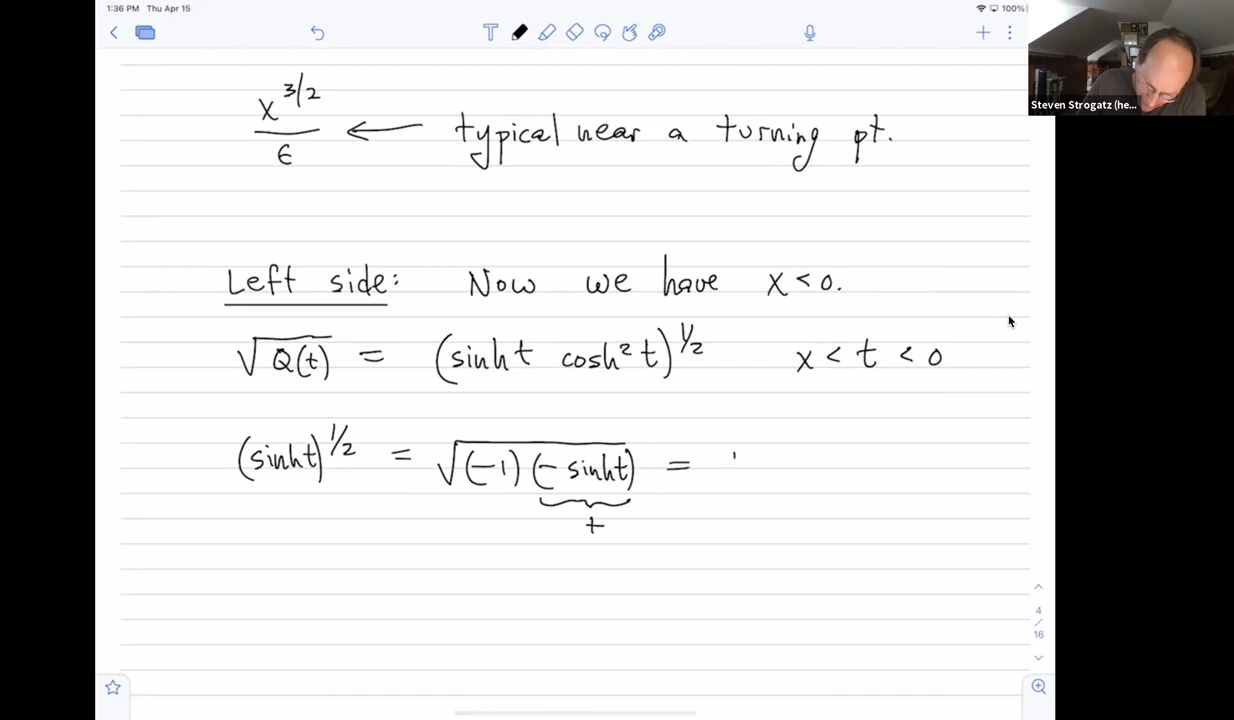 1:36 PM Thu Apr 15
100%
Steven Strogatz (he...
x^{3/2} / ϵ ← typical near a turning pt.
Left side: Now we have x < 0.
√Q(t) = (sinh t cosh² t)^{1/2} x < t < 0
(sinh t)^{1/2} = √(-1)(- sinh t) =
+
4
/
16